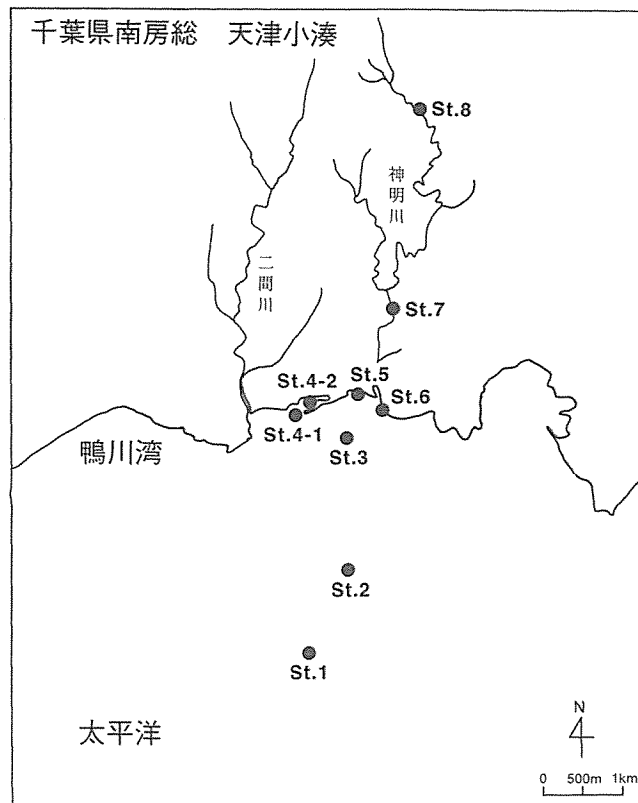 千葉県南房総 天津小湊
St.8
神明川
二間川
St.7
St.4-2
St.5
St.6
St.4-1
St.3
鴨川湾
St.2
St.1
太平洋
N
0 500m 1km